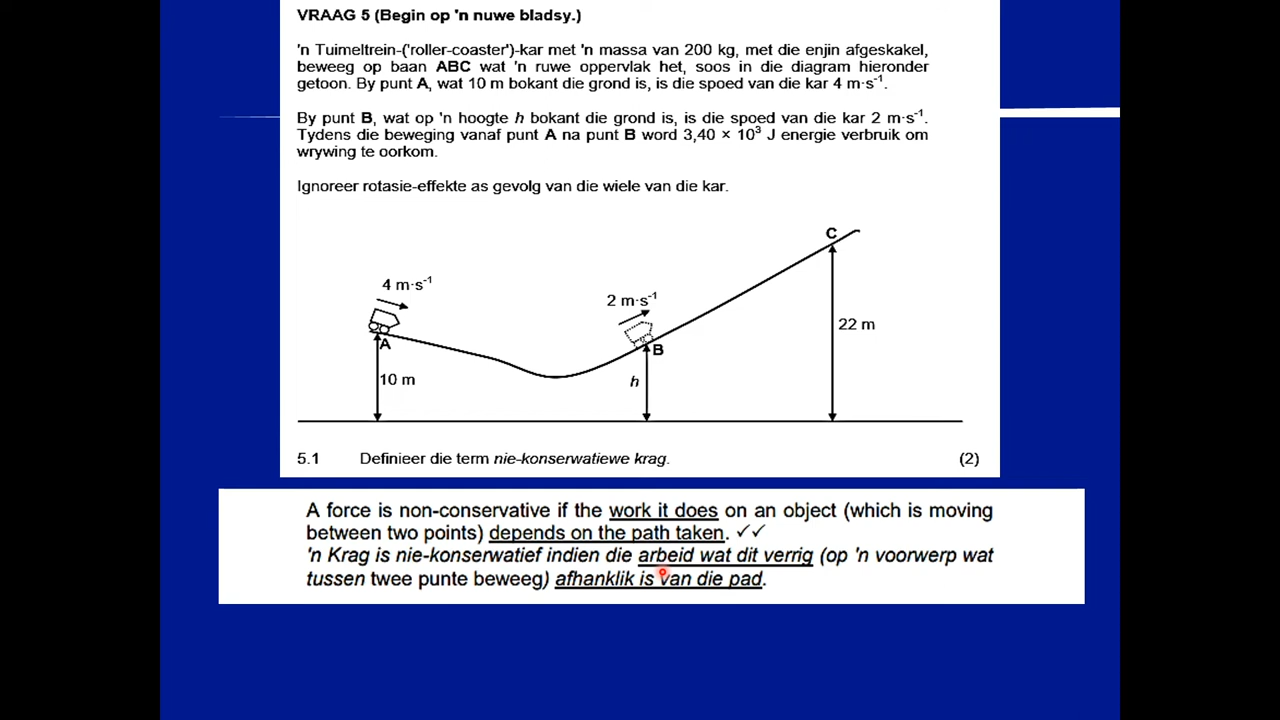 VRAAG 5 (Begin op 'n nuwe bladsy.)
'n Tuimeltrein-('roller-coaster')-kar met 'n massa van 200 kg, met die enjin afgeskakel,
beweeg op baan ABC wat 'n ruwe oppervlak het, soos in die diagram hieronder
getoon. By punt A, wat 10 m bokant die grond is, is die spoed van die kar 4 m·s⁻¹.
By punt B, wat op 'n hoogte h bokant die grond is, is die spoed van die kar 2 m·s⁻¹.
Tydens die beweging vanaf punt A na punt B word 3,40 × 10³ J energie verbruik om
wrywing te oorkom.
Ignoreer rotasie-effekte as gevolg van die wiele van die kar.
C
4 m·s⁻¹
2 m·s⁻¹
22 m
A
B
10 m
h
5.1 Definieer die term nie-konserwatiewe krag. (2)
A force is non-conservative if the work it does on an object (which is moving
between two points) depends on the path taken. ✓✓
'n Krag is nie-konserwatief indien die arbeid wat dit verrig (op 'n voorwerp wat
tussen twee punte beweeg) afhanklik is van die pad.